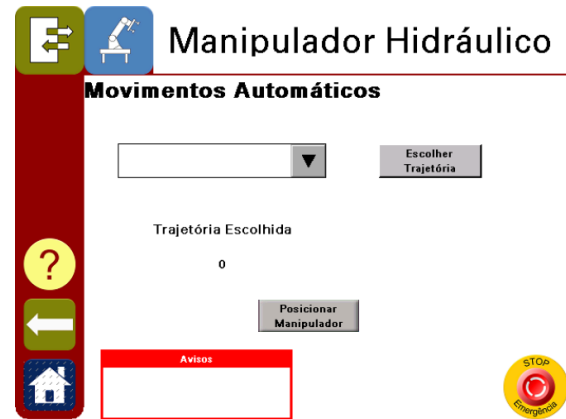 Manipulador Hidráulico
Movimentos Automáticos
Escolher
Trajetória
Trajetória Escolhida
0
?
Posicionar
Manipulador
Avisos
STOP
Emergência